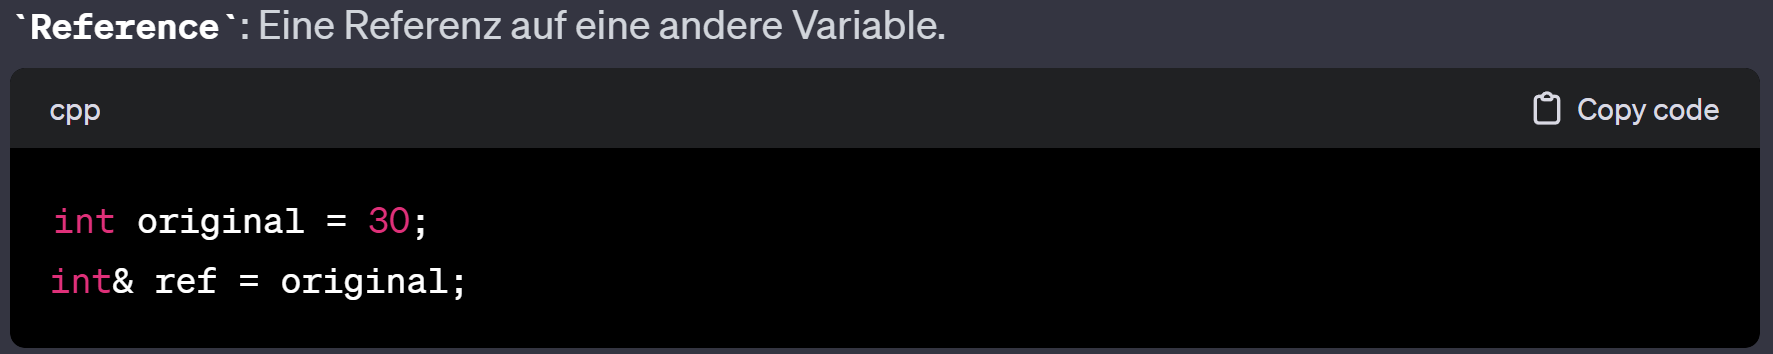 `Reference`: Eine Referenz auf eine andere Variable.
cpp
Copy code
int original = 30;
int& ref = original;